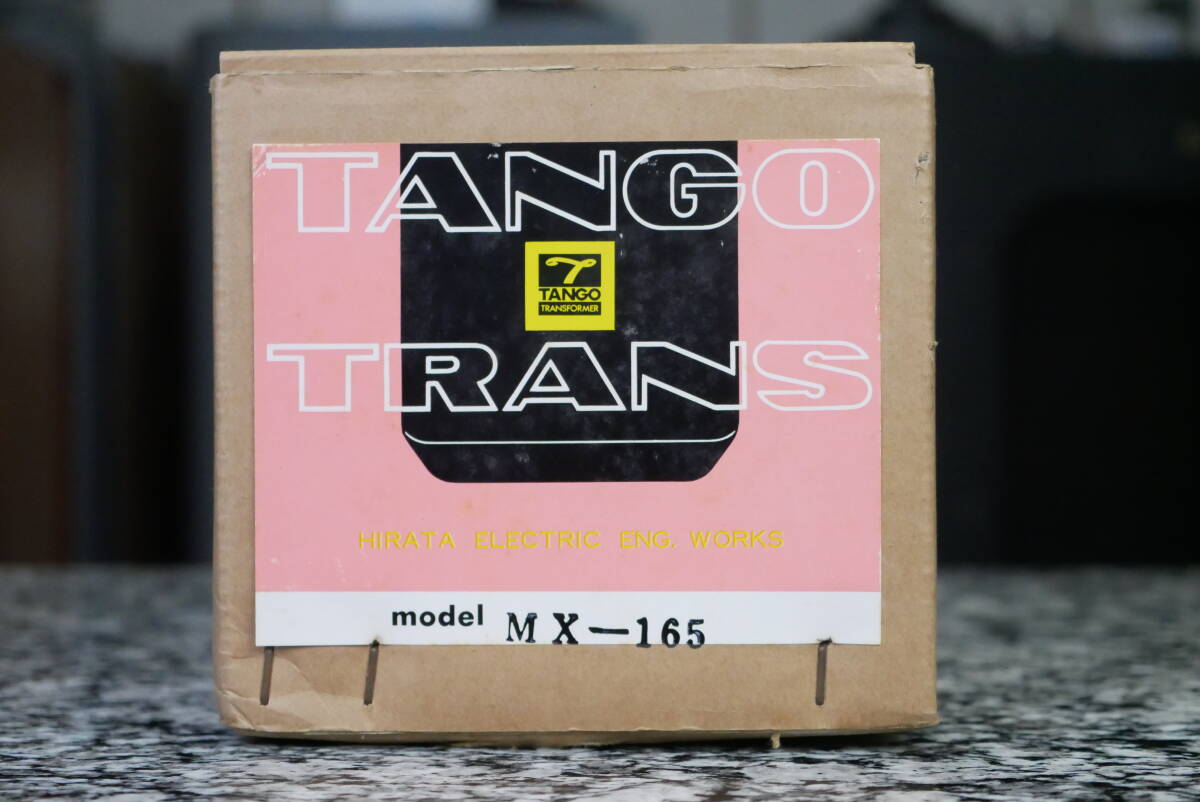 TANGO
TANGO
TRANSFORMER
TRANS
HIRATA ELECTRIC ENG. WORKS
model MX-165